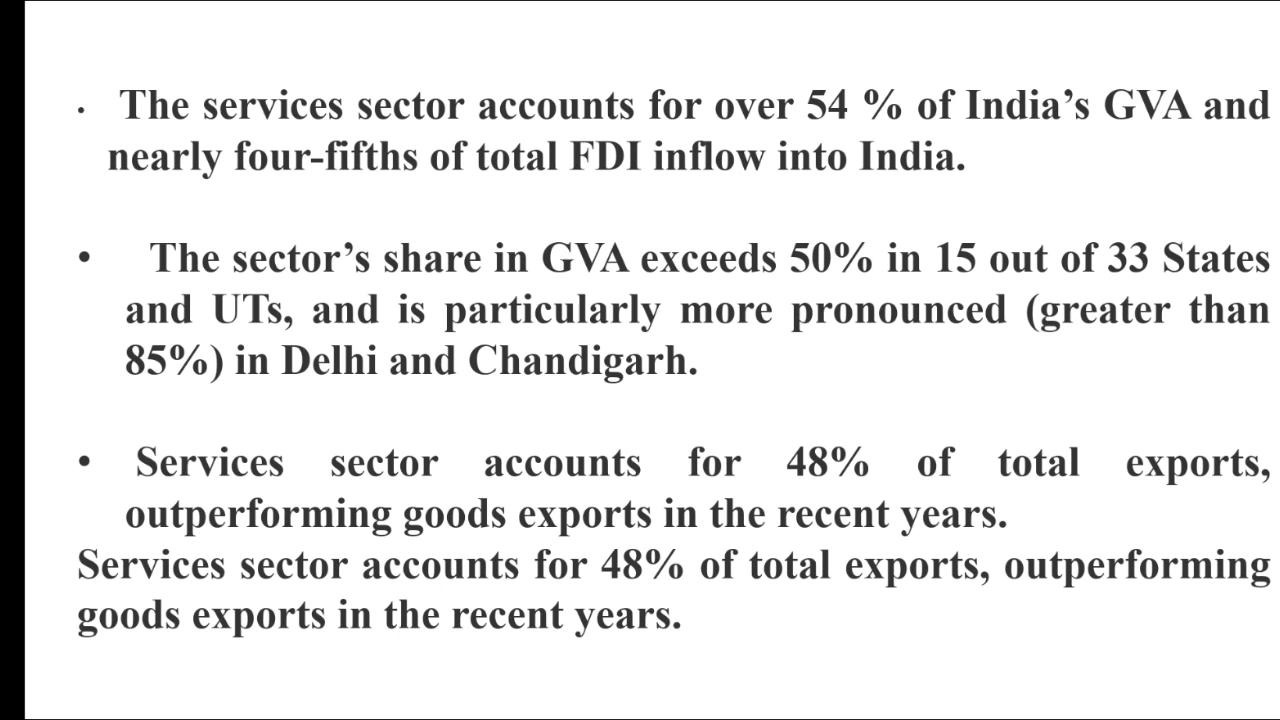 • The services sector accounts for over 54 % of India’s GVA and
nearly four-fifths of total FDI inflow into India.
• The sector’s share in GVA exceeds 50% in 15 out of 33 States
and UTs, and is particularly more pronounced (greater than
85%) in Delhi and Chandigarh.
• Services sector accounts for 48% of total exports,
outperforming goods exports in the recent years.
Services sector accounts for 48% of total exports, outperforming
goods exports in the recent years.